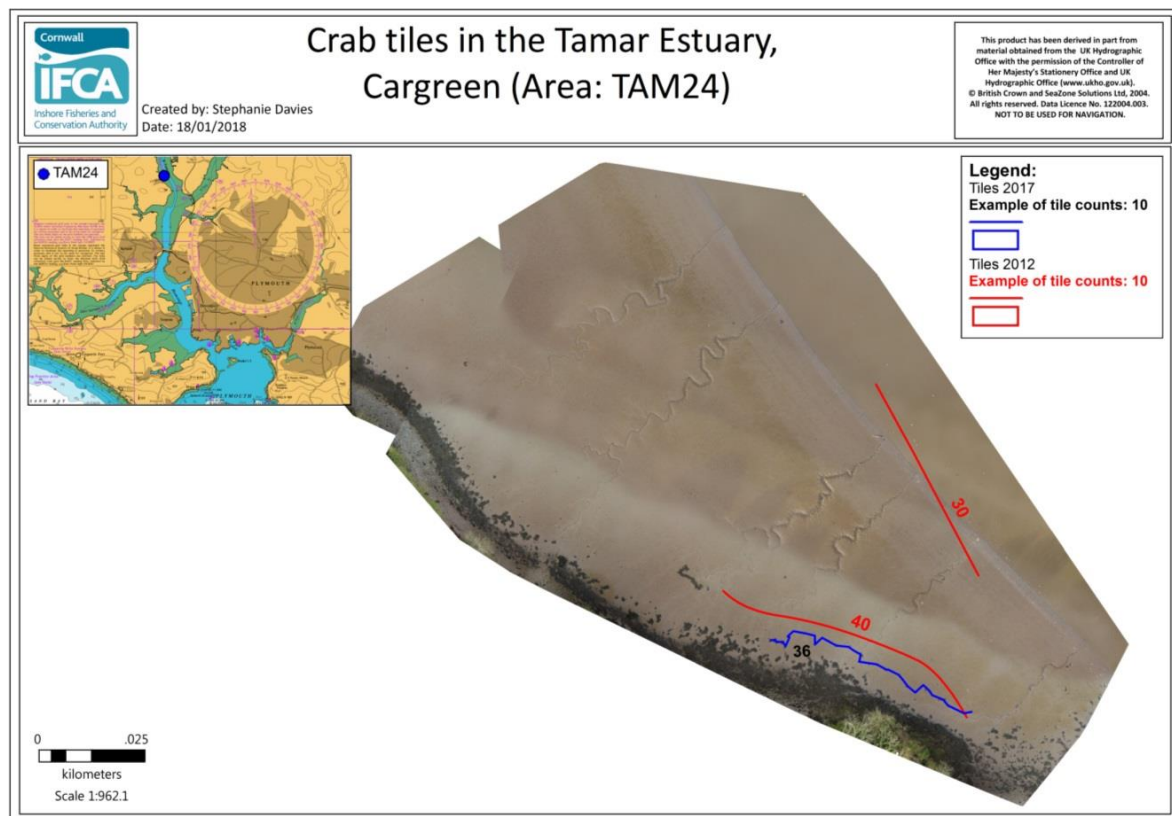 Cornwall
IFCA
Inshore Fisheries and
Conservation Authority
Crab tiles in the Tamar Estuary,
Cargreen (Area: TAM24)
Created by: Stephanie Davies
Date: 18/01/2018
This product has been derived in part from
material obtained from the UK Hydrographic
Office with the permission of the Controller of
Her Majesty's Stationery Office and UK
Hydrographic Office (www.ukho.gov.uk).
© British Crown and SeaZone Solutions Ltd, 2004.
All rights reserved. Data Licence No. 122004.003.
NOT TO BE USED FOR NAVIGATION.
TAM24
PLYMOUTH
PLYMOUTH
Legend:
Tiles 2017
Example of tile counts: 10
Tiles 2012
Example of tile counts: 10
30
40
36
0 .025
kilometers
Scale 1:962.1